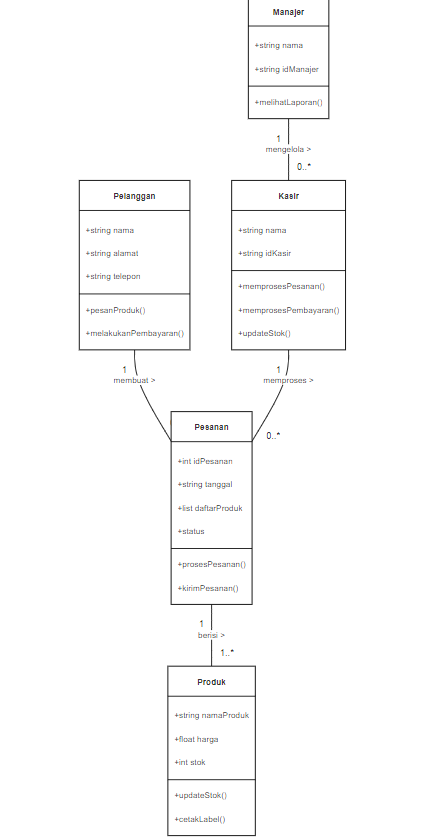 Manajer
+string nama
+string idManajer
+melihatLaporan()
1
mengelola >
0..*
Pelanggan
+string nama
+string alamat
+string telepon
+pesanProduk()
+melakukanPembayaran()
Kasir
+string nama
+string idKasir
+memprosesPesanan()
+memprosesPembayaran()
+updateStok()
1
membuat >
1
memproses >
0..*
Pesanan
+int idPesanan
+string tanggal
+list daftarProduk
+status
+prosesPesanan()
+kirimPesanan()
1
berisi >
1..*
Produk
+string namaProduk
+float harga
+int stok
+updateStok()
+cetakLabel()